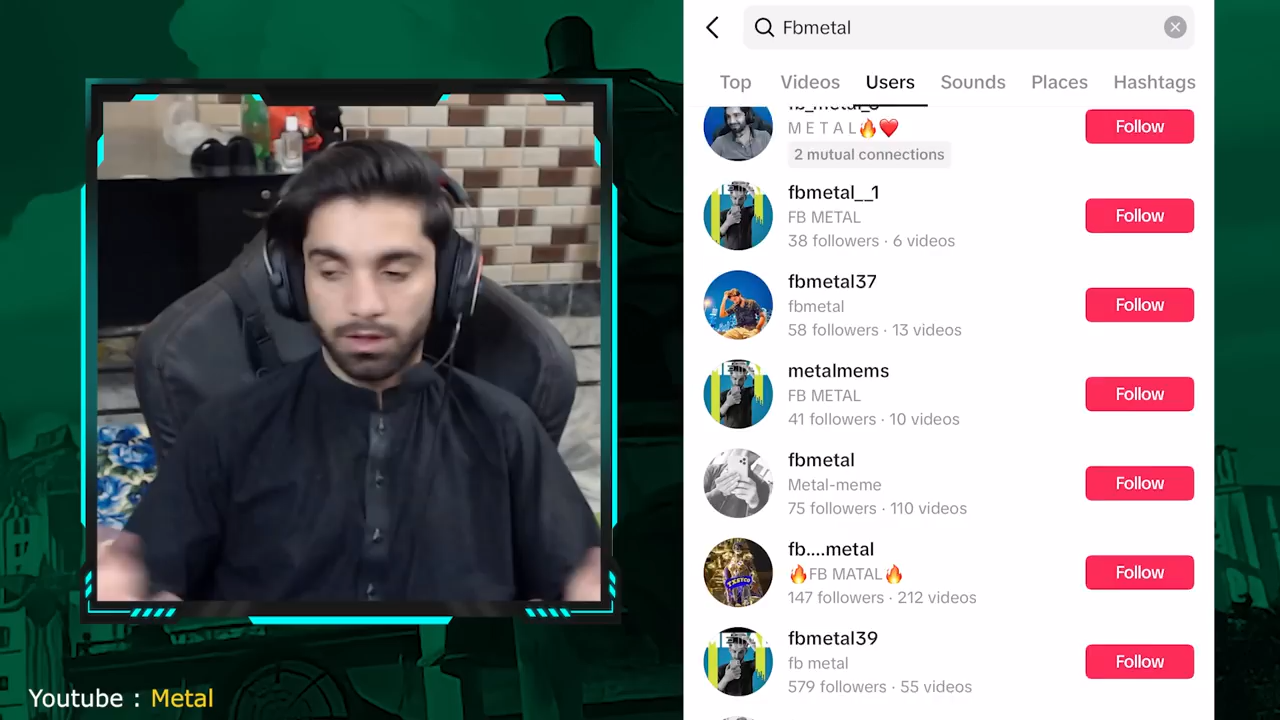 Fbmetal
Top Videos Users Sounds Places Hashtags
fb_metal_3
M E T A L🔥❤️
2 mutual connections
Follow
fbmetal__1
FB METAL
38 followers · 6 videos
Follow
fbmetal37
fbmetal
58 followers · 13 videos
Follow
metalmems
FB METAL
41 followers · 10 videos
Follow
fbmetal
Metal-meme
75 followers · 110 videos
Follow
fb....metal
🔥FB MATAL🔥
147 followers · 212 videos
Follow
fbmetal39
fb metal
579 followers · 55 videos
Follow
Youtube : Metal